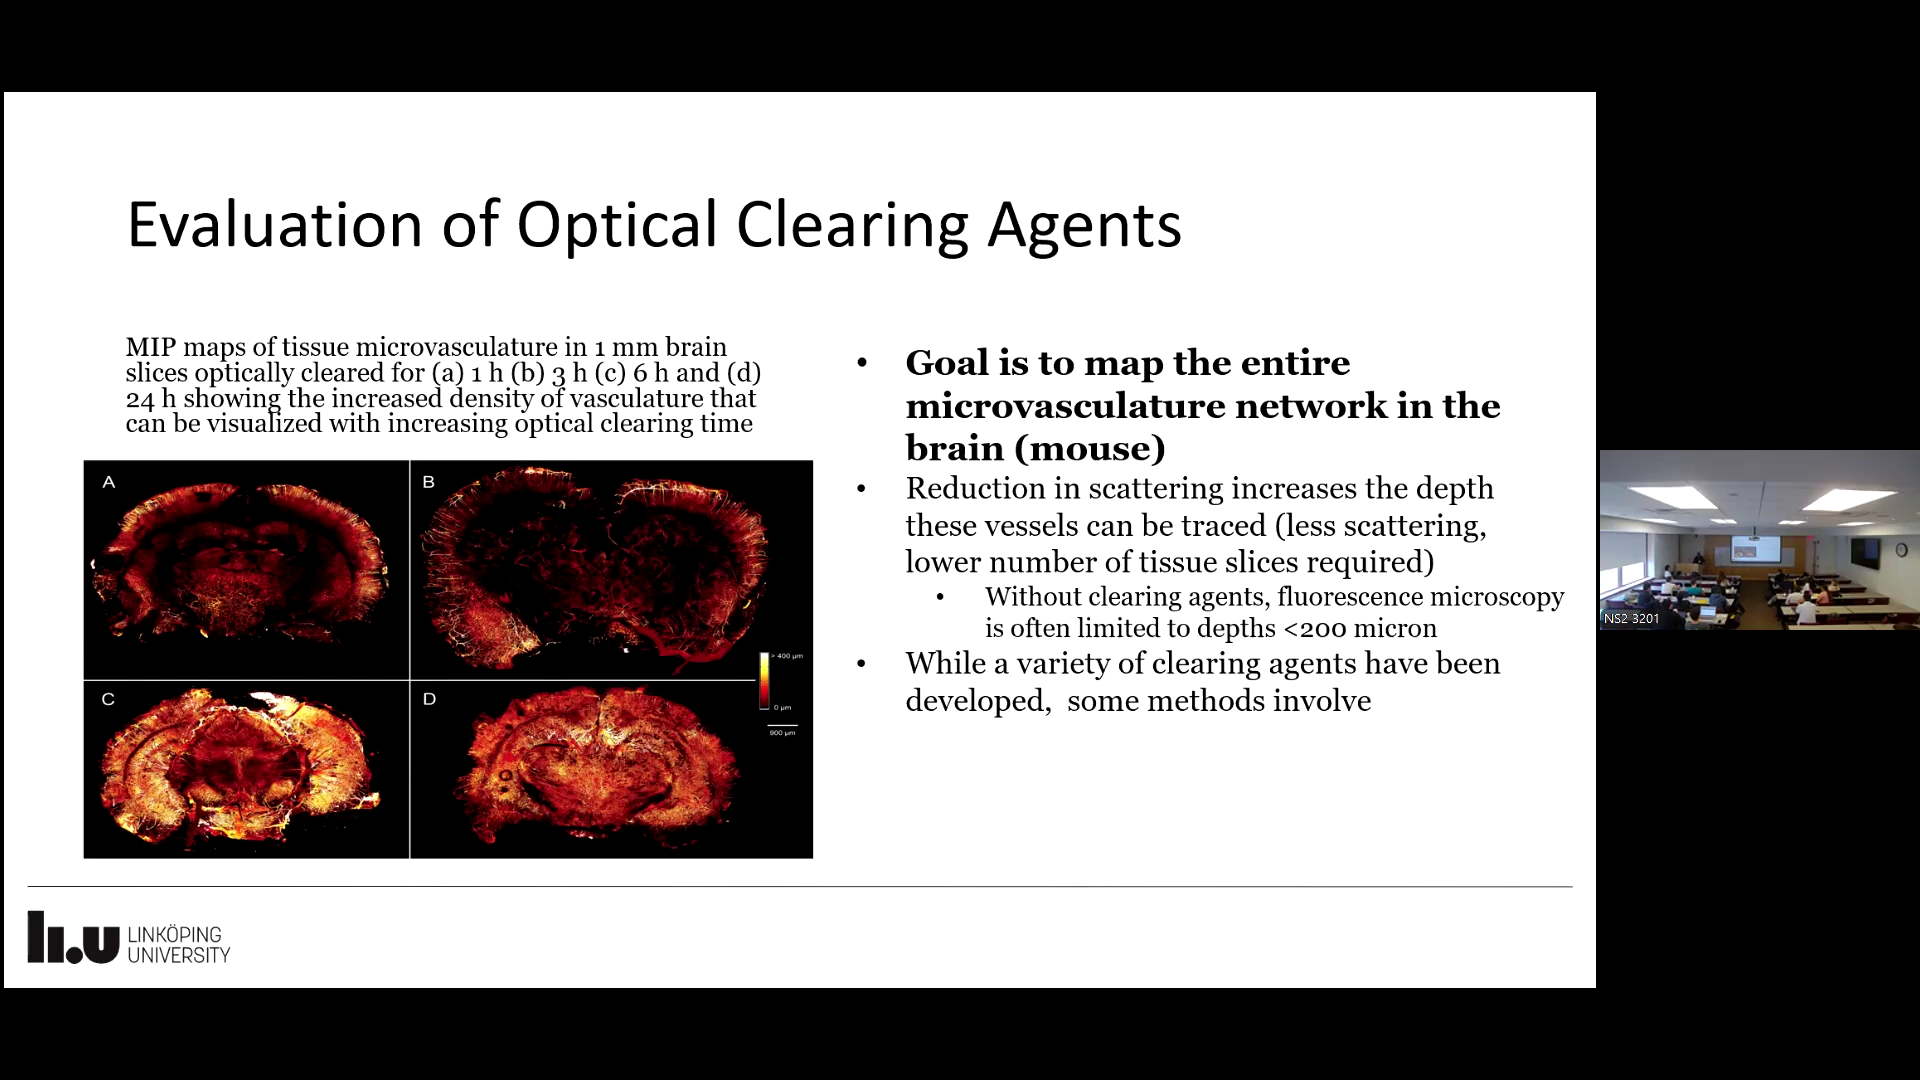 Evaluation of Optical Clearing Agents
MIP maps of tissue microvasculature in 1 mm brain
slices optically cleared for (a) 1 h (b) 3 h (c) 6 h and (d)
24 h showing the increased density of vasculature that
can be visualized with increasing optical clearing time
A
B
> 400 µm
0 µm
900 µm
C
D
• Goal is to map the entire
microvasculature network in the
brain (mouse)
• Reduction in scattering increases the depth
these vessels can be traced (less scattering,
lower number of tissue slices required)
• Without clearing agents, fluorescence microscopy
is often limited to depths <200 micron
• While a variety of clearing agents have been
developed,  some methods involve
li.u LINKÖPING
UNIVERSITY
NS2 3201